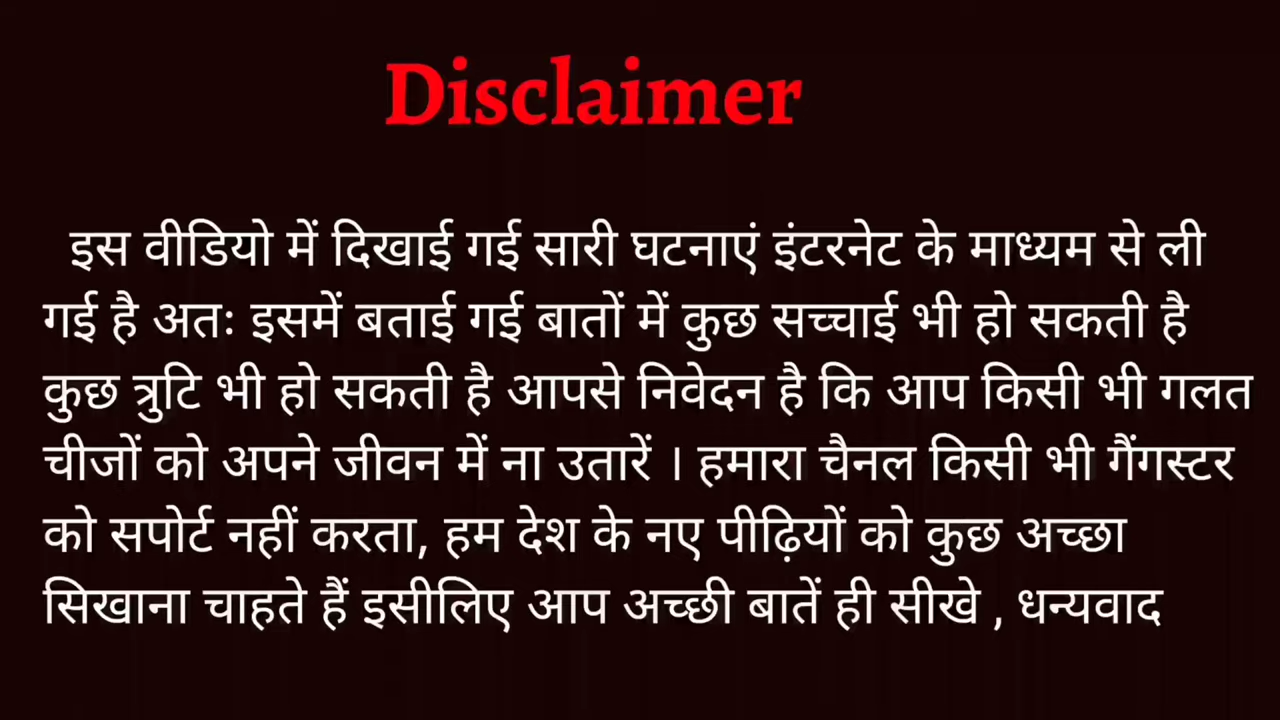 Disclaimer
इस वीडियो में दिखाई गई सारी घटनाएं इंटरनेट के माध्यम से ली
गई है अतः इसमें बताई गई बातों में कुछ सच्चाई भी हो सकती है
कुछ त्रुटि भी हो सकती है आपसे निवेदन है कि आप किसी भी गलत
चीजों को अपने जीवन में ना उतारें । हमारा चैनल किसी भी गैंगस्टर
को सपोर्ट नहीं करता, हम देश के नए पीढ़ियों को कुछ अच्छा
सिखाना चाहते हैं इसीलिए आप अच्छी बातें ही सीखे , धन्यवाद